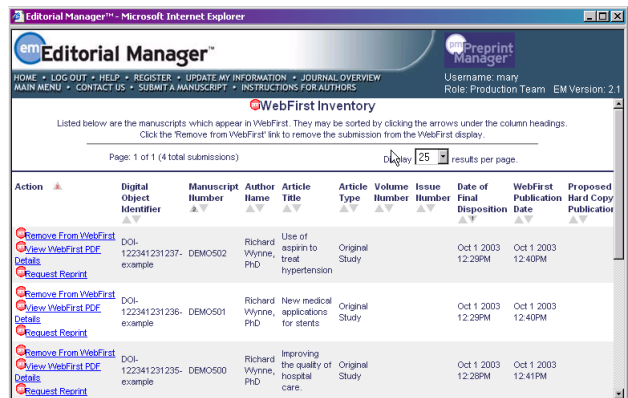 Editorial Manager™ - Microsoft Internet Explorer
em Editorial Manager™
pm Preprint Manager
HOME • LOG OUT • HELP • REGISTER • UPDATE MY INFORMATION • JOURNAL OVERVIEW
MAIN MENU • CONTACT US • SUBMIT A MANUSCRIPT • INSTRUCTIONS FOR AUTHORS
Username: mary
Role: Production Team EM Version: 2.1
WebFirst Inventory
Listed below are the manuscripts which appear in WebFirst. They may be sorted by clicking the arrows under the column headings.
Click the 'Remove from WebFirst' link to remove the submission from the WebFirst display.
Page: 1 of 1 (4 total submissions) Display 25 results per page.
Action Digital Manuscript Author Article Article Volume Issue Date of WebFirst Proposed
Object Number Name Title Type Number Number Final Publication Hard Copy
Identifier Disposition Date Publication
Remove From WebFirst
View WebFirst PDF
Details
Request Reprint
DOI-
122341231237-
example
DEMO502
Richard
Wynne,
PhD
Use of
aspirin to
treat
hypertension
Original
Study
Oct 1 2003
12:29PM
Oct 1 2003
12:40PM
Remove From WebFirst
View WebFirst PDF
Details
Request Reprint
DOI-
122341231236-
example
DEMO501
Richard
Wynne,
PhD
New medical
applications
for stents
Original
Study
Oct 1 2003
12:29PM
Oct 1 2003
12:40PM
Remove From WebFirst
View WebFirst PDF
Details
Request Reprint
DOI-
122341231235-
example
DEMO500
Richard
Wynne,
PhD
Improving
the quality of
hospital
care.
Original
Study
Oct 1 2003
12:28PM
Oct 1 2003
12:41PM